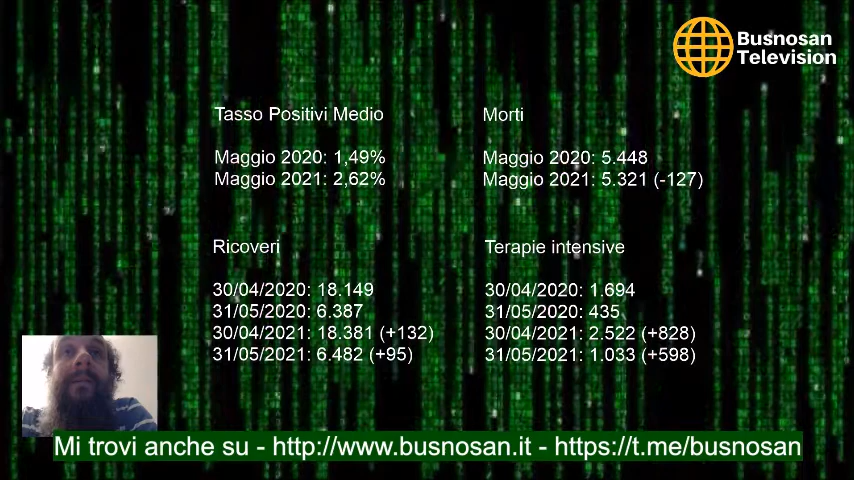 Busnosan
Television
Tasso Positivi Medio
Maggio 2020: 1,49%
Maggio 2021: 2,62%
Morti
Maggio 2020: 5.448
Maggio 2021: 5.321 (-127)
Ricoveri
30/04/2020: 18.149
31/05/2020: 6.387
30/04/2021: 18.381 (+132)
31/05/2021: 6.482 (+95)
Terapie intensive
30/04/2020: 1.694
31/05/2020: 435
30/04/2021: 2.522 (+828)
31/05/2021: 1.033 (+598)
Mi trovi anche su - http://www.busnosan.it - https://t.me/busnosan